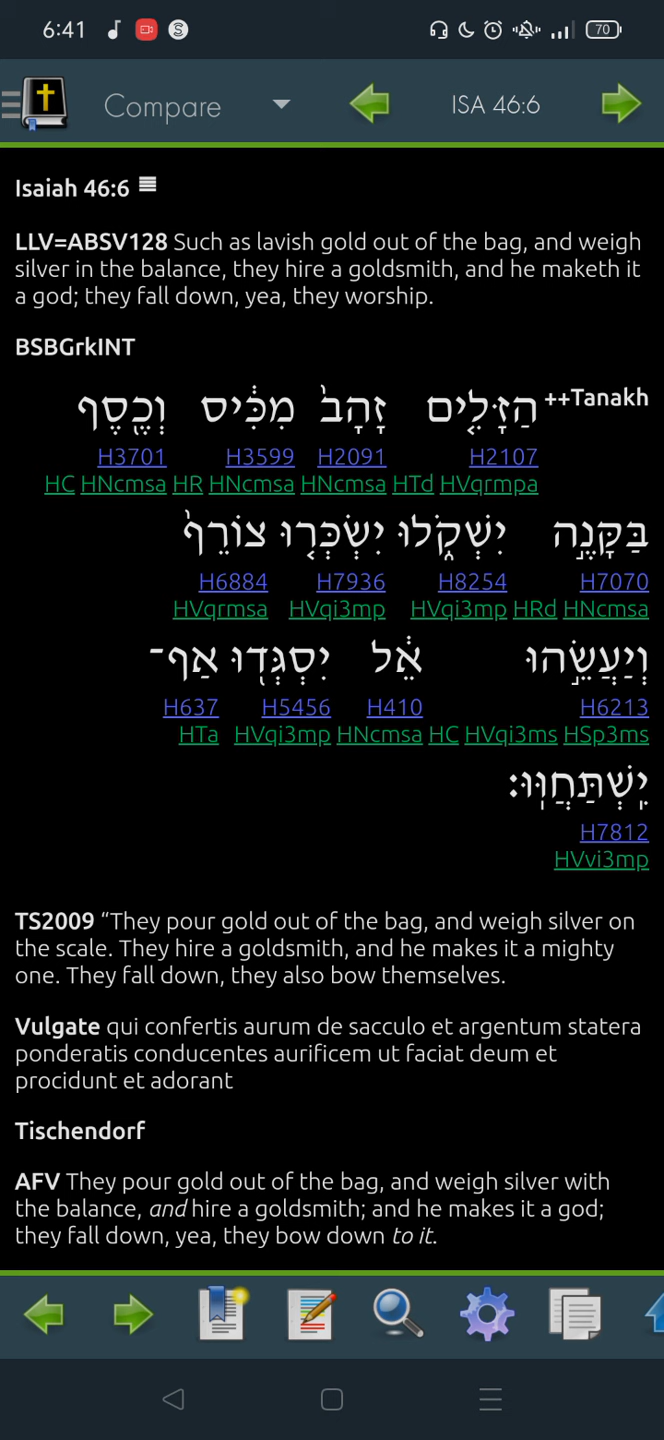 6:41
70
Compare
ISA 46:6
Isaiah 46:6
LLV=ABSV128 Such as lavish gold out of the bag, and weigh
silver in the balance, they hire a goldsmith, and he maketh it
a god; they fall down, yea, they worship.
BSBGrkINT
++Tanakh הַזָּלִ֤ים זָהָב֙ מִכִּ֔יס וְכֶ֖סֶף
H3701 H3599 H2091 H2107
HC HNcmsa HR HNcmsa HNcmsa HTd HVqrmpa
בַּקָּנֶ֣ה יִשְׁקֹ֑לוּ יִשְׂכְּר֤וּ צוֹרֵף֙
H6884 H7936 H8254 H7070
HVqrmsa HVqi3mp HVqi3mp HRd HNcmsa
וְיַעֲשֵׂ֣הוּ אֵ֔ל יִסְגְּד֖וּ אַף־
H637 H5456 H410 H6213
HTa HVqi3mp HNcmsa HC HVqi3ms HSp3ms
יִֽשְׁתַּחֲוּֽוּ׃
H7812
HVvi3mp
TS2009 “They pour gold out of the bag, and weigh silver on
the scale. They hire a goldsmith, and he makes it a mighty
one. They fall down, they also bow themselves.
Vulgate qui confertis aurum de sacculo et argentum statera
ponderatis conducentes aurificem ut faciat deum et
procidunt et adorant
Tischendorf
AFV They pour gold out of the bag, and weigh silver with
the balance, and hire a goldsmith; and he makes it a god;
they fall down, yea, they bow down to it.